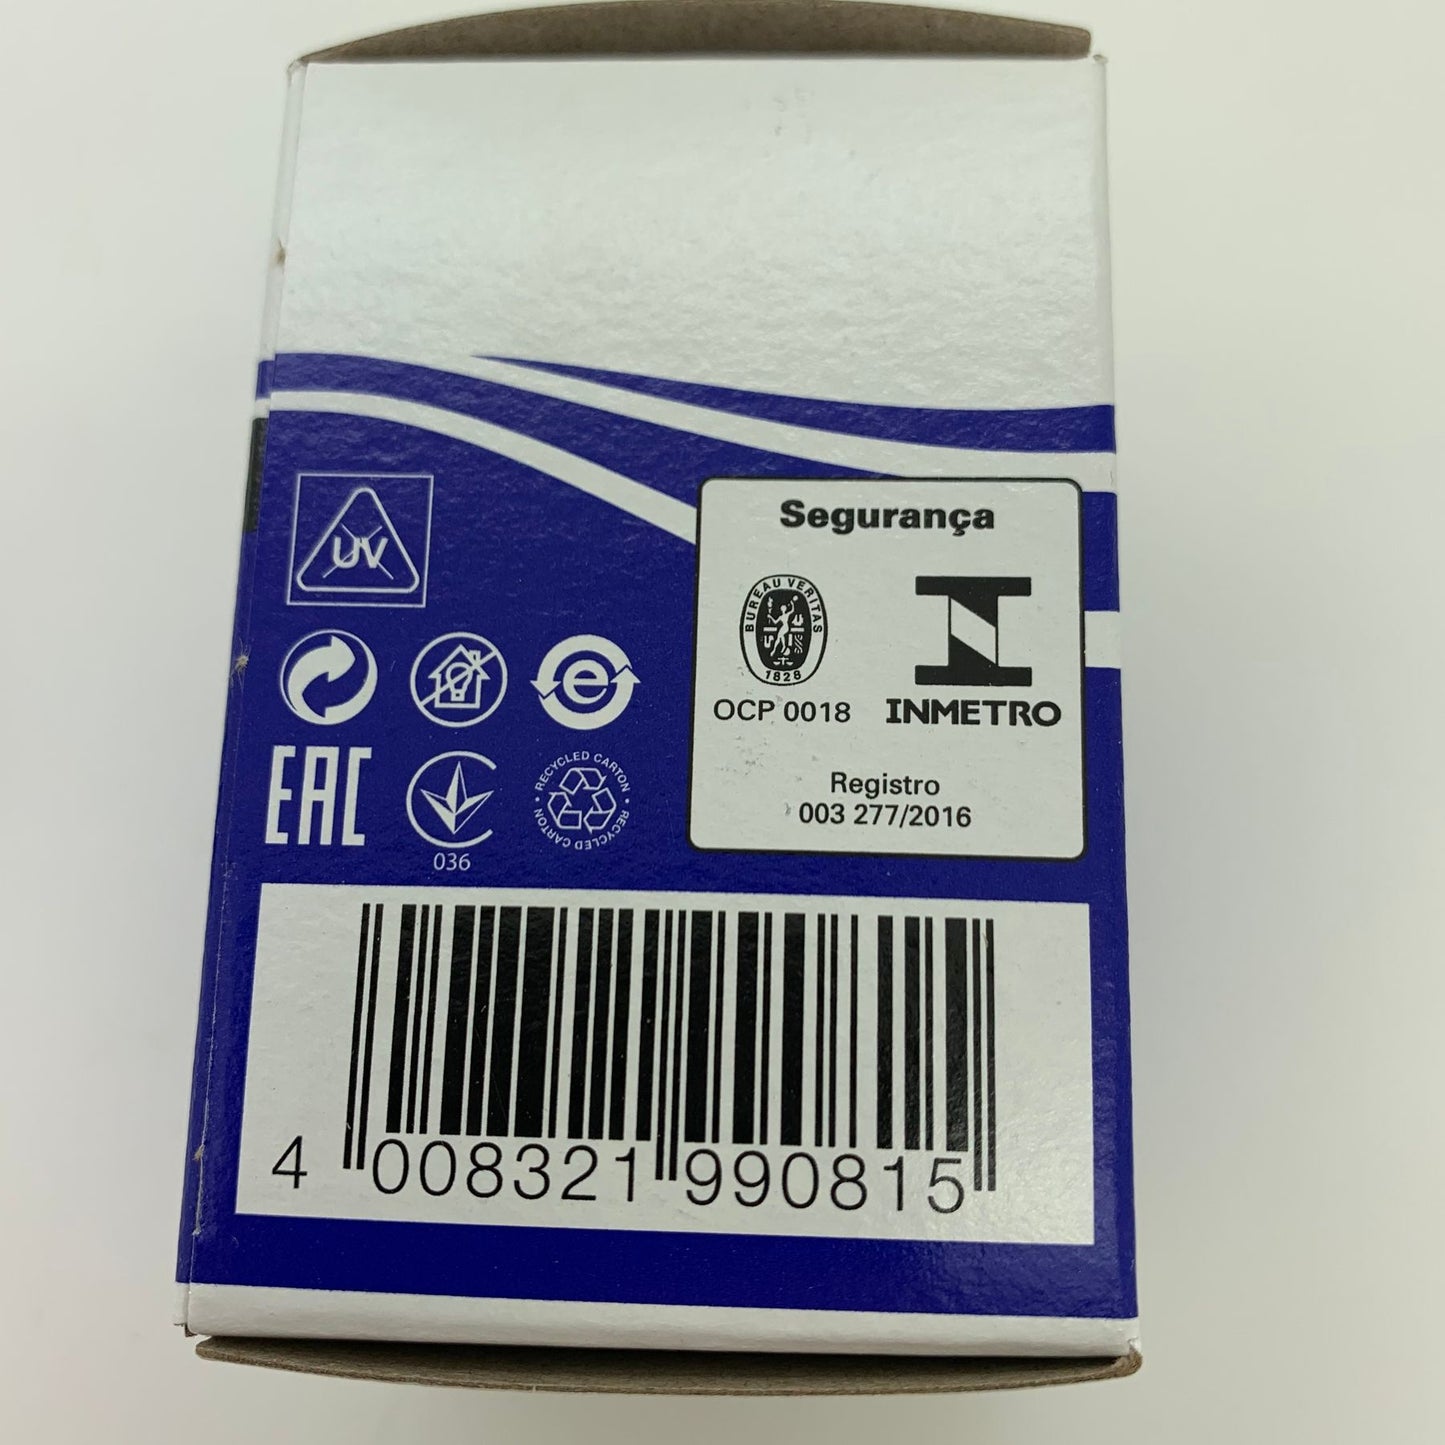 Segurança
UV
BUREAU VERITAS
1828
OCP 0018
INMETRO
Registro
003 277/2016
e
EAC
036
RECYCLED CARTON • RECYCLED CARTON •
4 008321 990815